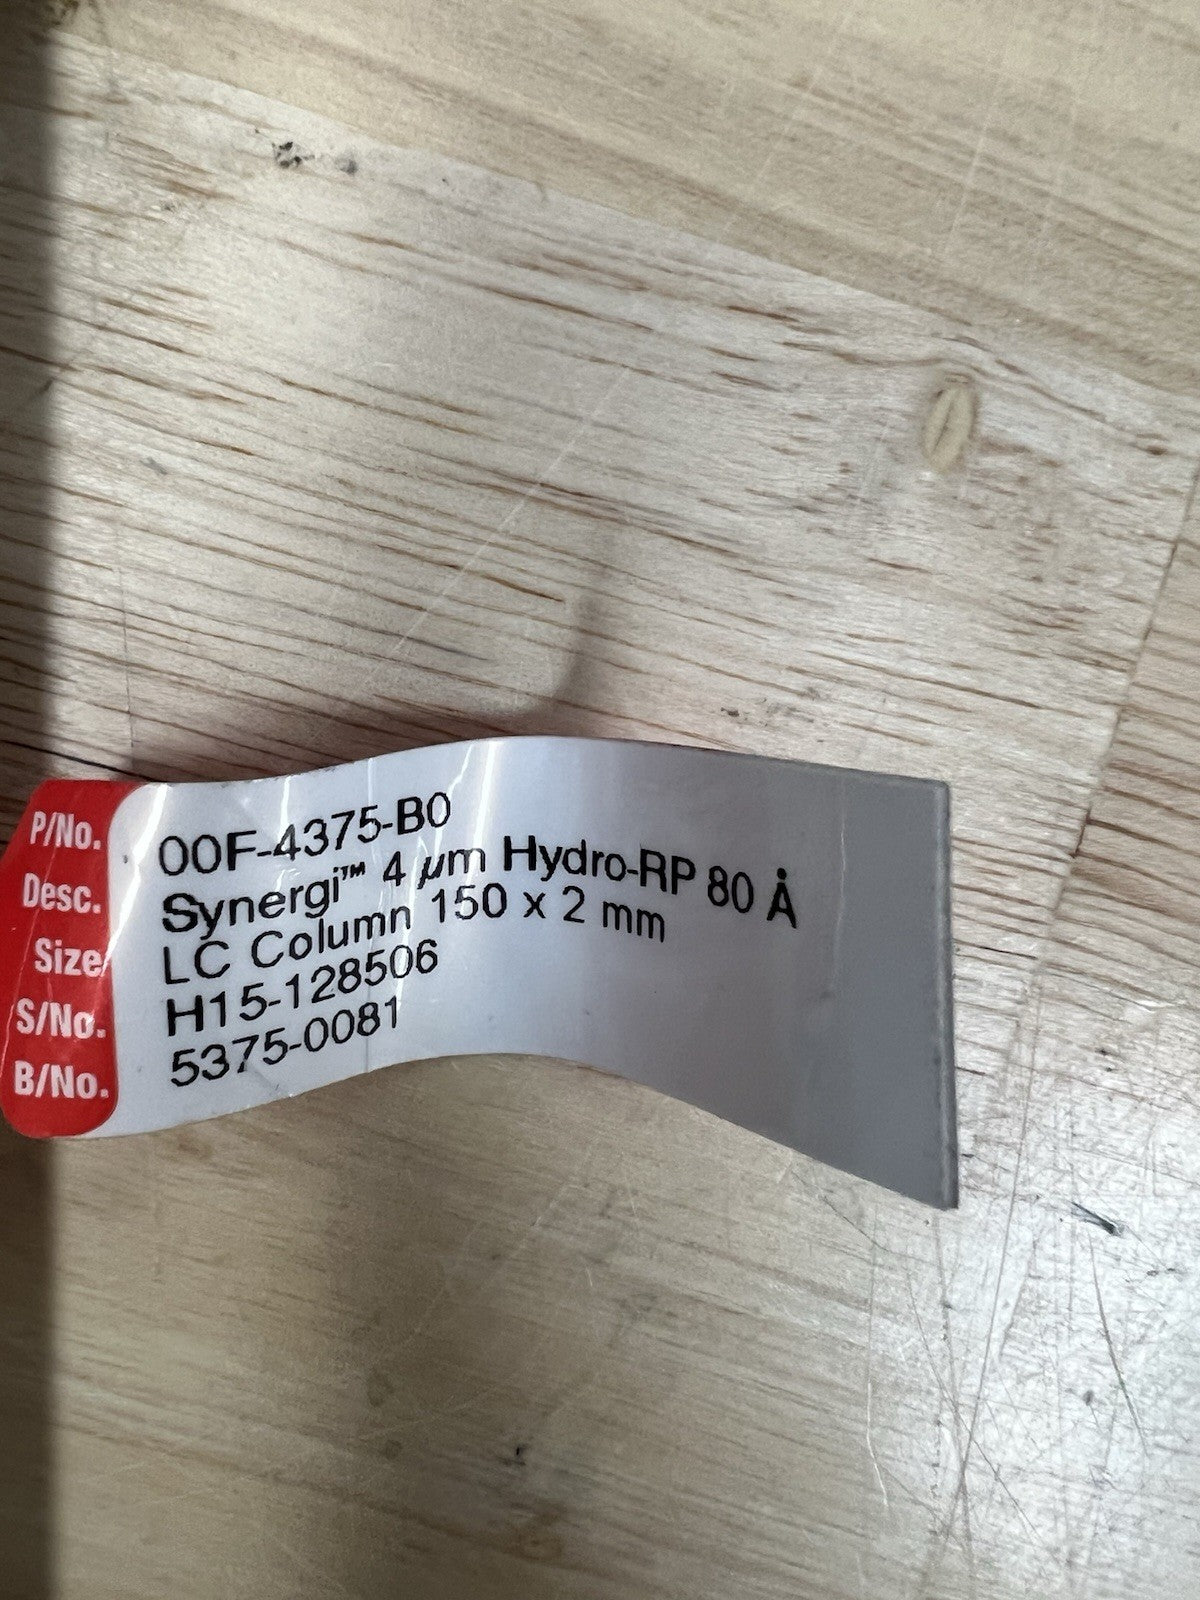 P/No. 00F-4375-B0
Desc. Synergi™ 4 µm Hydro-RP 80 Å
Size LC Column 150 x 2 mm
S/No. H15-128506
B/No. 5375-0081